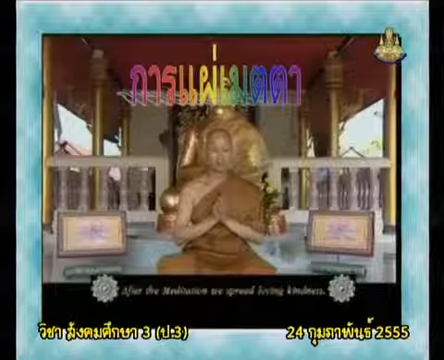 การแผ่เมตตา
After the Meditation we spread loving kindness.
วิชา สังคมศึกษา 3 (ป.3)
24 กุมภาพันธ์ 2555